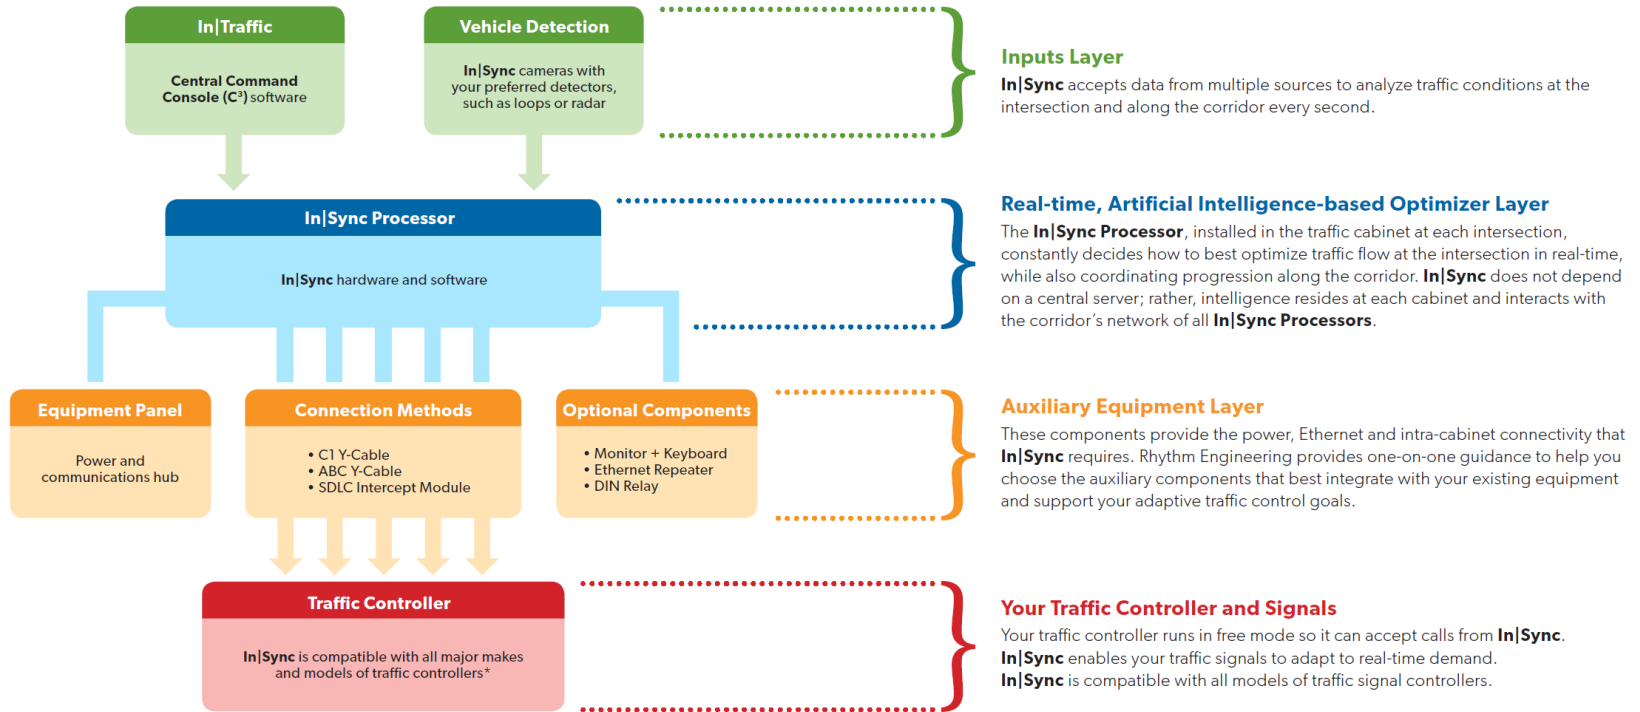 In|Traffic
Central Command
Console (C³) software
Vehicle Detection
In|Sync cameras with
your preferred detectors,
such as loops or radar
Inputs Layer
In|Sync accepts data from multiple sources to analyze traffic conditions at the
intersection and along the corridor every second.
In|Sync Processor
In|Sync hardware and software
Real-time, Artificial Intelligence-based Optimizer Layer
The In|Sync Processor, installed in the traffic cabinet at each intersection,
constantly decides how to best optimize traffic flow at the intersection in real-time,
while also coordinating progression along the corridor. In|Sync does not depend
on a central server; rather, intelligence resides at each cabinet and interacts with
the corridor's network of all In|Sync Processors.
Equipment Panel
Power and
communications hub
Connection Methods
• C1 Y-Cable
• ABC Y-Cable
• SDLC Intercept Module
Optional Components
• Monitor + Keyboard
• Ethernet Repeater
• DIN Relay
Auxiliary Equipment Layer
These components provide the power, Ethernet and intra-cabinet connectivity that
In|Sync requires. Rhythm Engineering provides one-on-one guidance to help you
choose the auxiliary components that best integrate with your existing equipment
and support your adaptive traffic control goals.
Traffic Controller
In|Sync is compatible with all major makes
and models of traffic controllers*
Your Traffic Controller and Signals
Your traffic controller runs in free mode so it can accept calls from In|Sync.
In|Sync enables your traffic signals to adapt to real-time demand.
In|Sync is compatible with all models of traffic signal controllers.